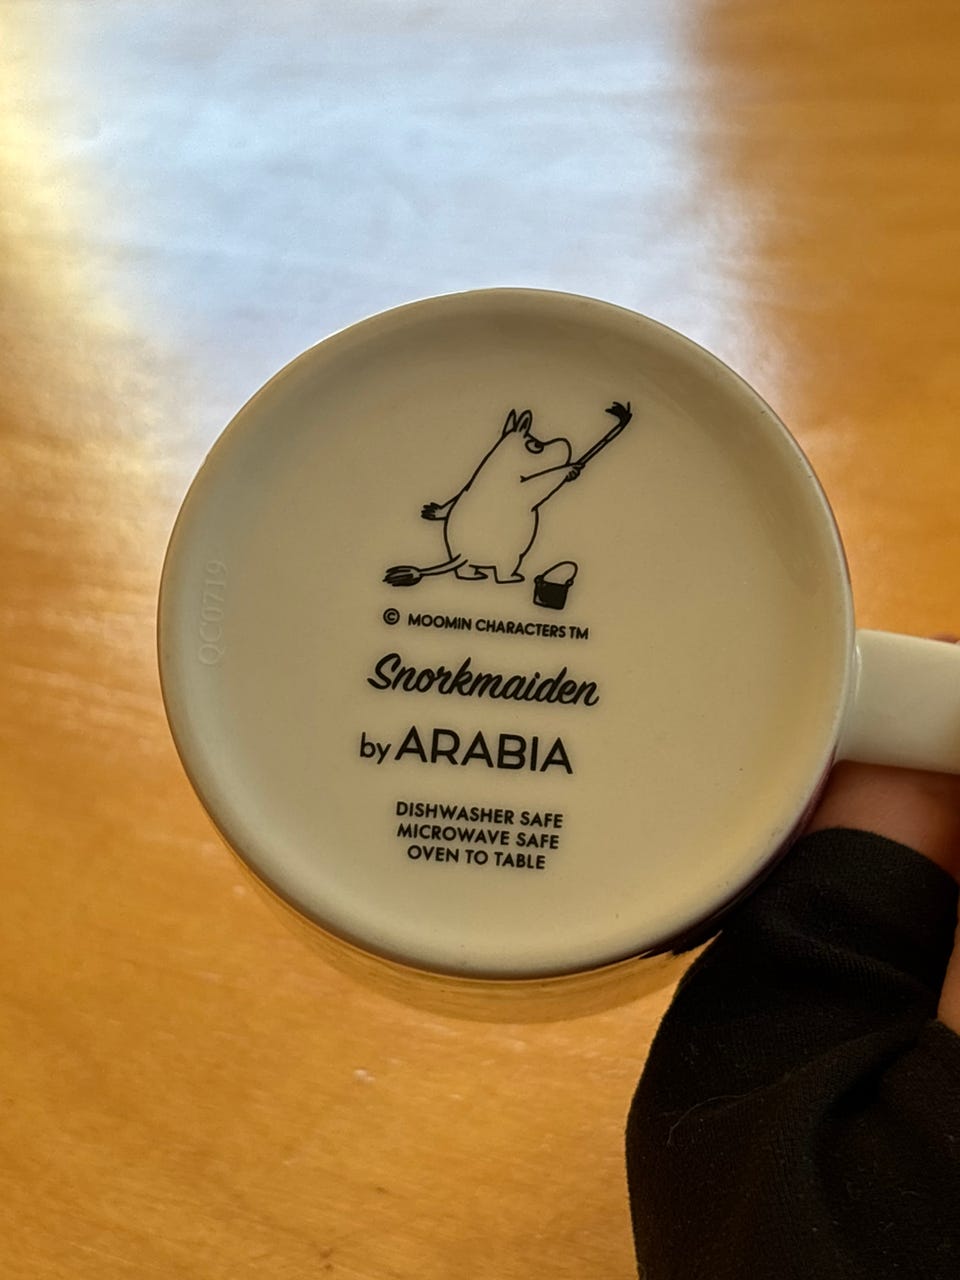 © MOOMIN CHARACTERS TM
Snorkmaiden
by ARABIA
DISHWASHER SAFE
MICROWAVE SAFE
OVEN TO TABLE
QC0719